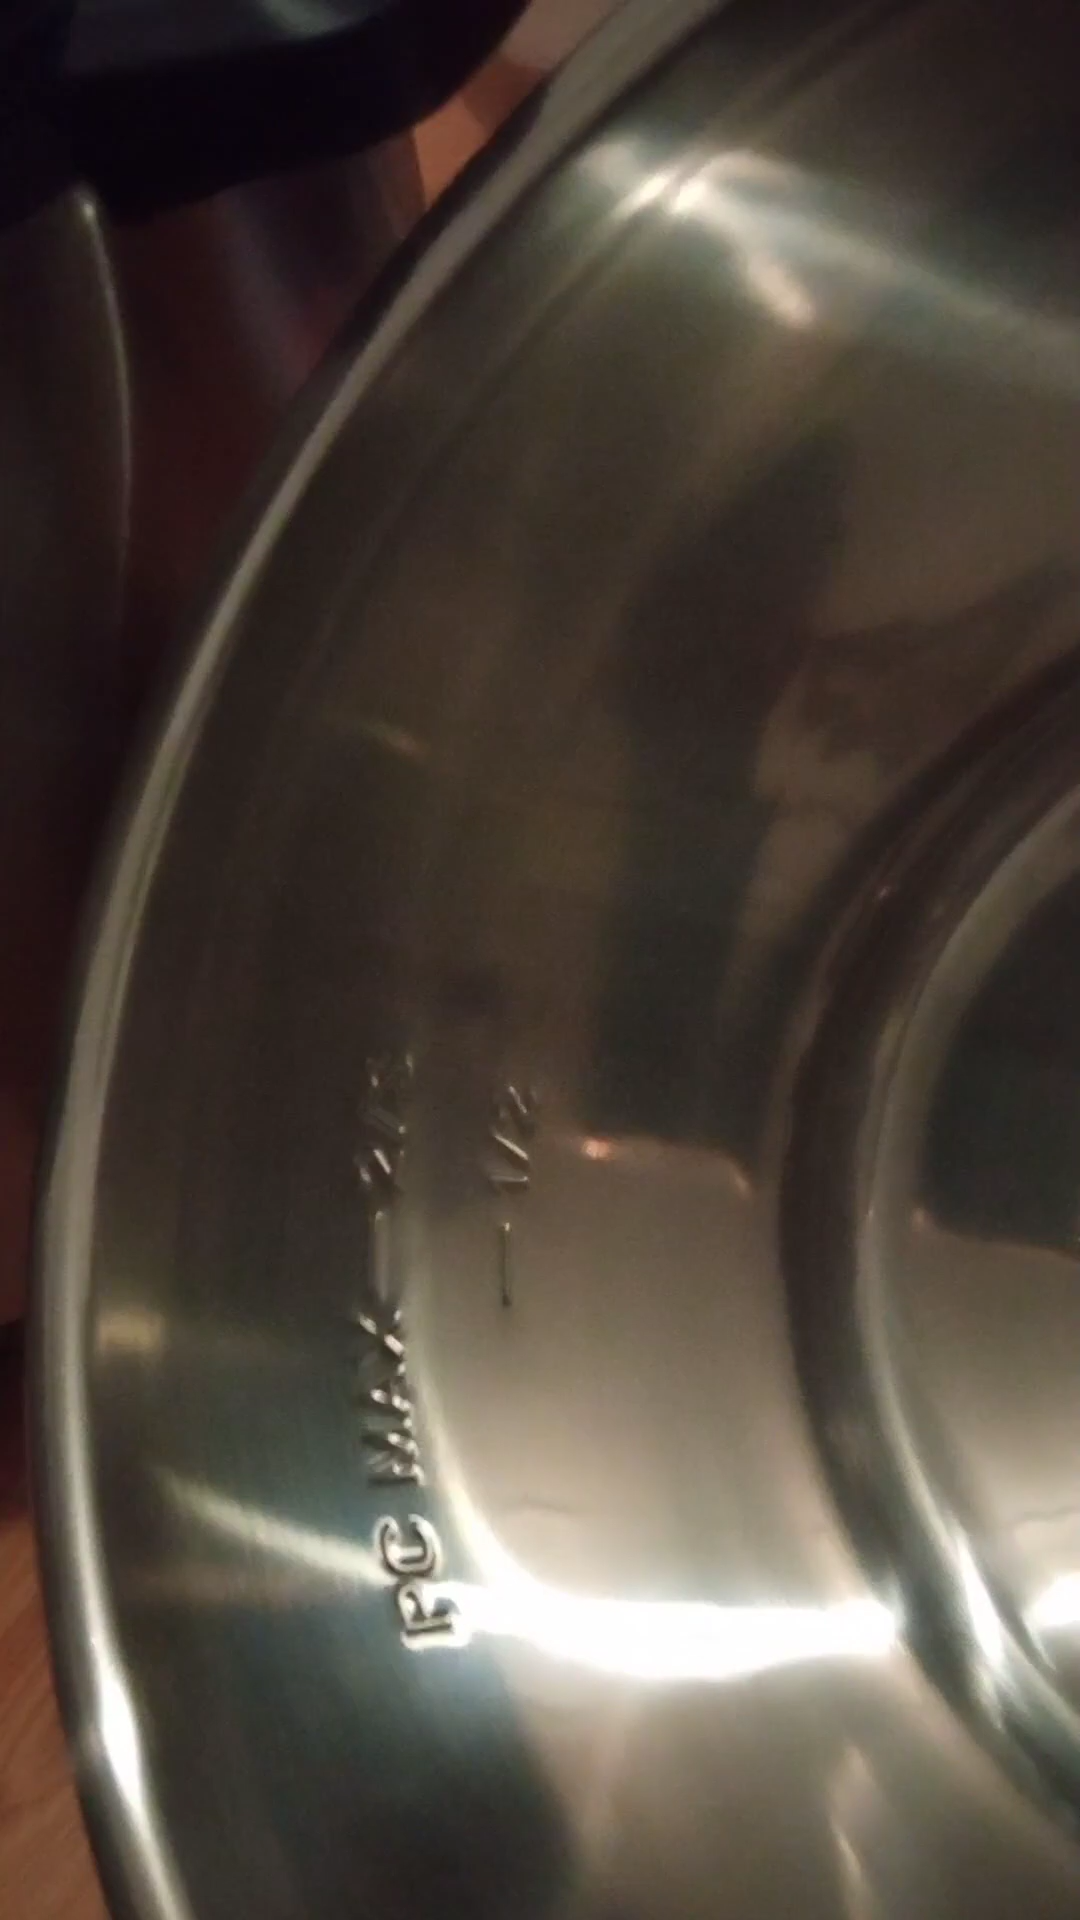 PC MAX — 2/3
— 1/2